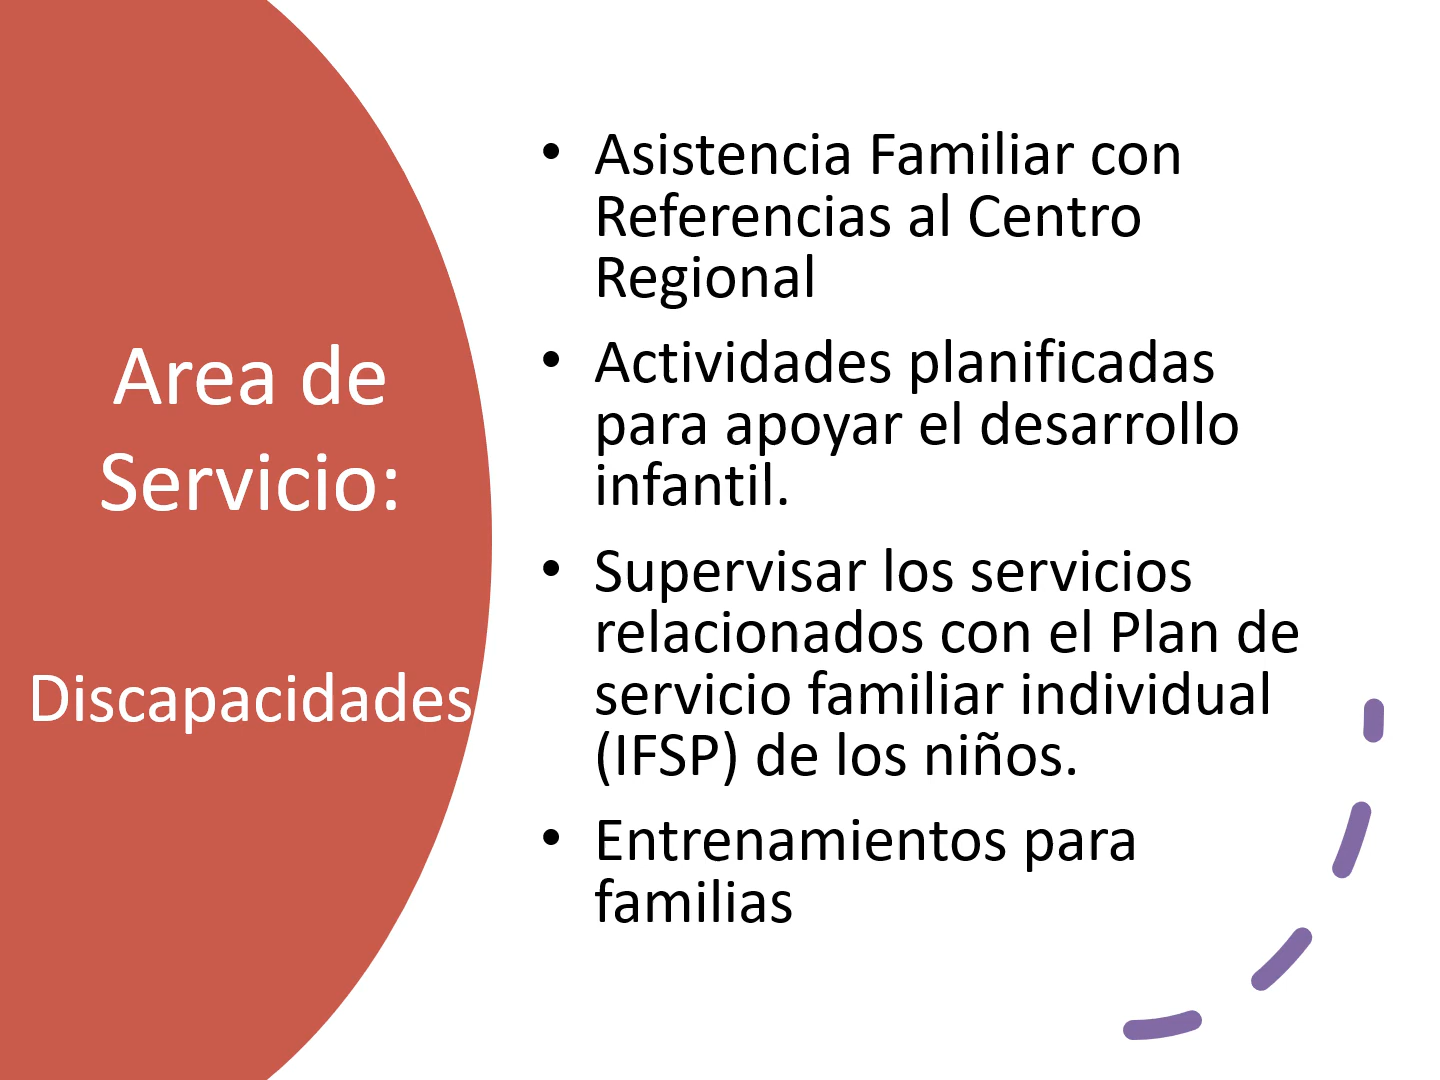 Area de
Servicio:
Discapacidades
• Asistencia Familiar con
Referencias al Centro
Regional
• Actividades planificadas
para apoyar el desarrollo
infantil.
• Supervisar los servicios
relacionados con el Plan de
servicio familiar individual
(IFSP) de los niños.
• Entrenamientos para
familias